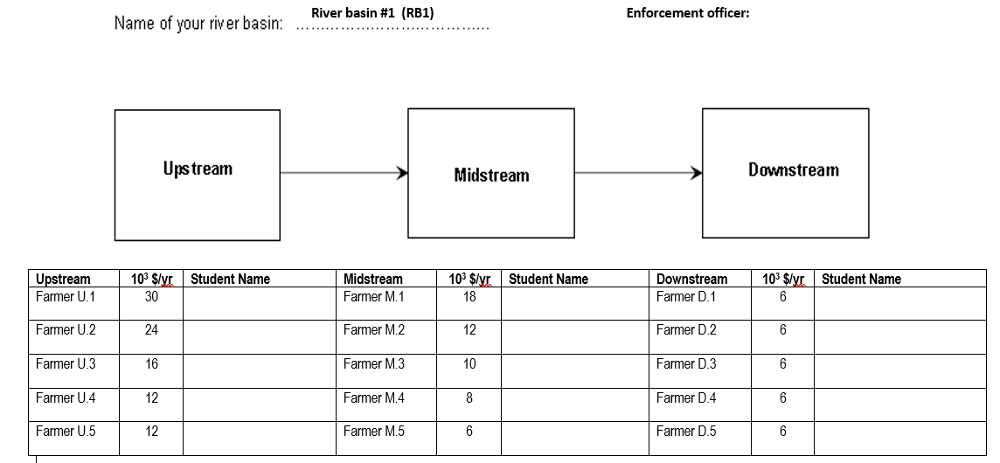 Name of your river basin: River basin #1 (RB1) Enforcement officer:
Upstream Midstream Downstream
Upstream 10³ $/yr Student Name Midstream 10³ $/yr Student Name Downstream 10³ $/yr Student Name
Farmer U.1 30 Farmer M.1 18 Farmer D.1 6
Farmer U.2 24 Farmer M.2 12 Farmer D.2 6
Farmer U.3 16 Farmer M.3 10 Farmer D.3 6
Farmer U.4 12 Farmer M.4 8 Farmer D.4 6
Farmer U.5 12 Farmer M.5 6 Farmer D.5 6